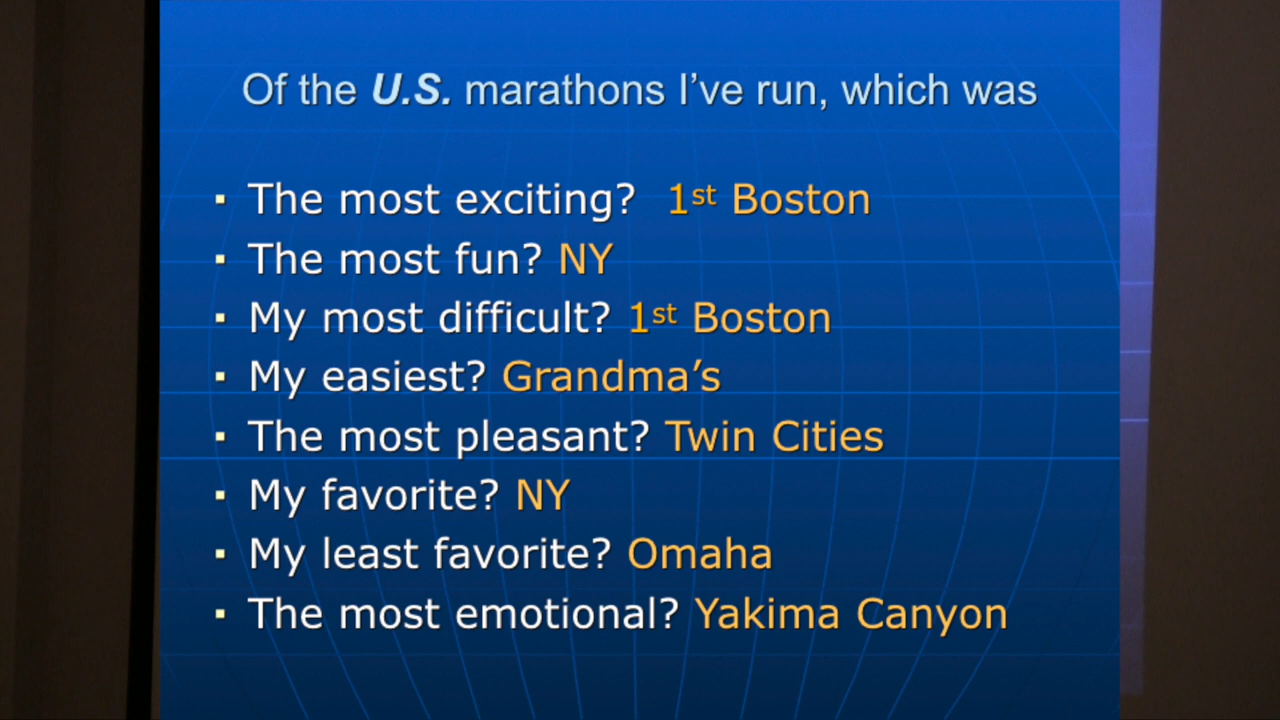 Of the U.S. marathons I’ve run, which was
▪ The most exciting? 1st Boston
▪ The most fun? NY
▪ My most difficult? 1st Boston
▪ My easiest? Grandma’s
▪ The most pleasant? Twin Cities
▪ My favorite? NY
▪ My least favorite? Omaha
▪ The most emotional? Yakima Canyon